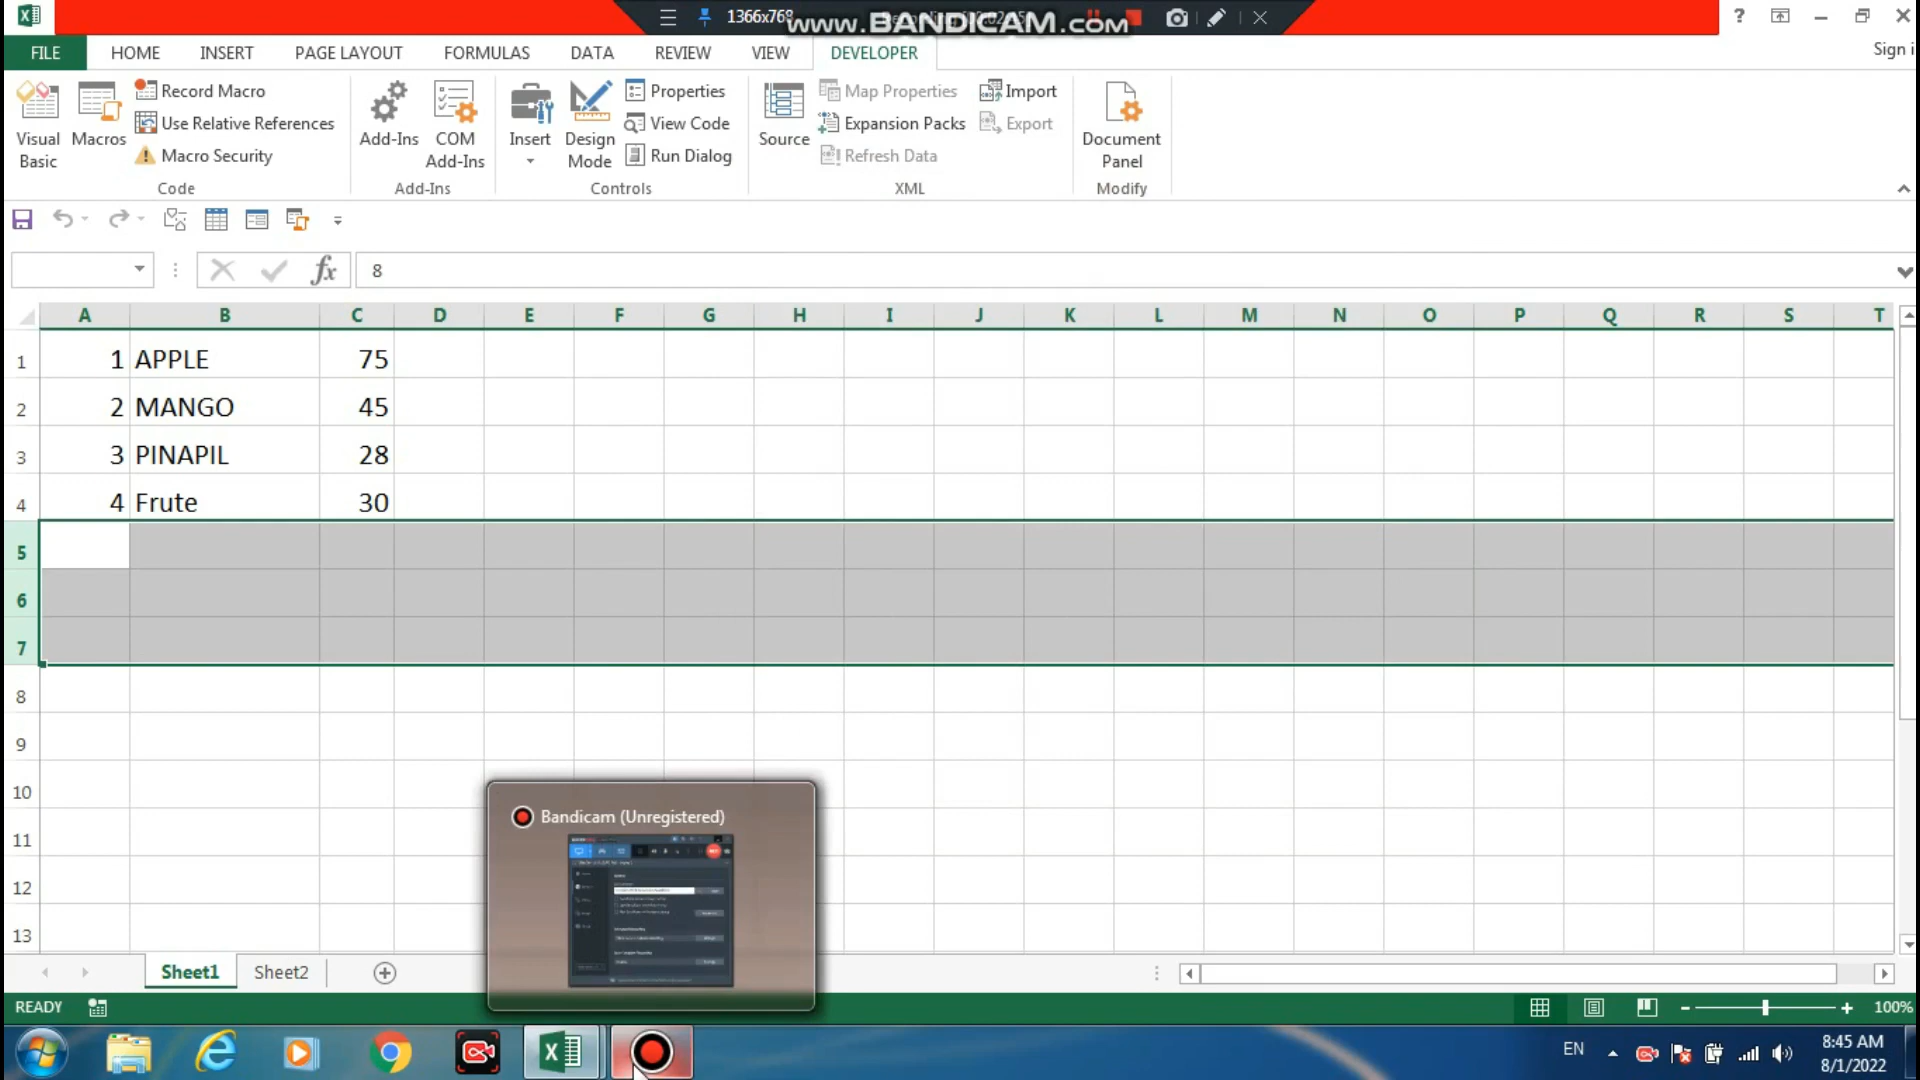 1366x768
www.BANDICAM.com
Sign i
FILE HOME INSERT PAGE LAYOUT FORMULAS DATA REVIEW VIEW DEVELOPER
Visual Basic
Macros
Record Macro
Use Relative References
Macro Security
Code
Add-Ins
COM Add-Ins
Add-Ins
Insert
Design Mode
Properties
View Code
Run Dialog
Controls
Source
Map Properties
Expansion Packs
Refresh Data
Import
Export
XML
Document Panel
Modify
fx 8
A B C D E F G H I J K L M N O P Q R S T
1 1 APPLE 75
2 2 MANGO 45
3 3 PINAPIL 28
4 4 Frute 30
5
6
7
8
9
10
11
12
13
Bandicam (Unregistered)
Sheet1 Sheet2
READY 100%
EN 8:45 AM
8/1/2022